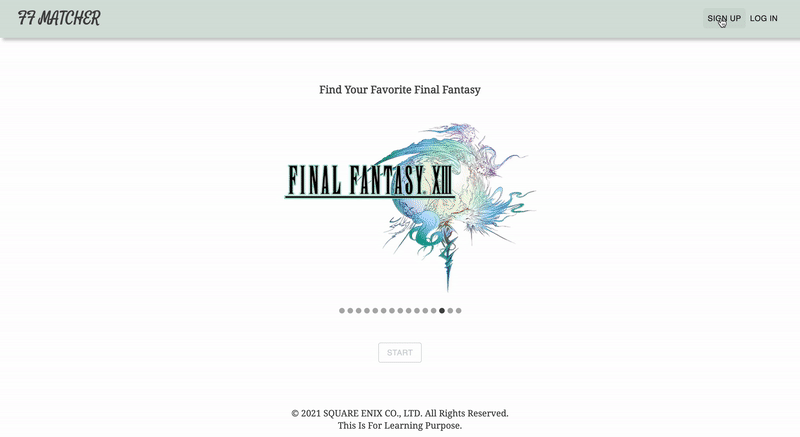 FF MATCHER
SIGN UP LOG IN
Find Your Favorite Final Fantasy
FINAL FANTASY XIII
START
© 2021 SQUARE ENIX CO., LTD. All Rights Reserved.
This Is For Learning Purpose.